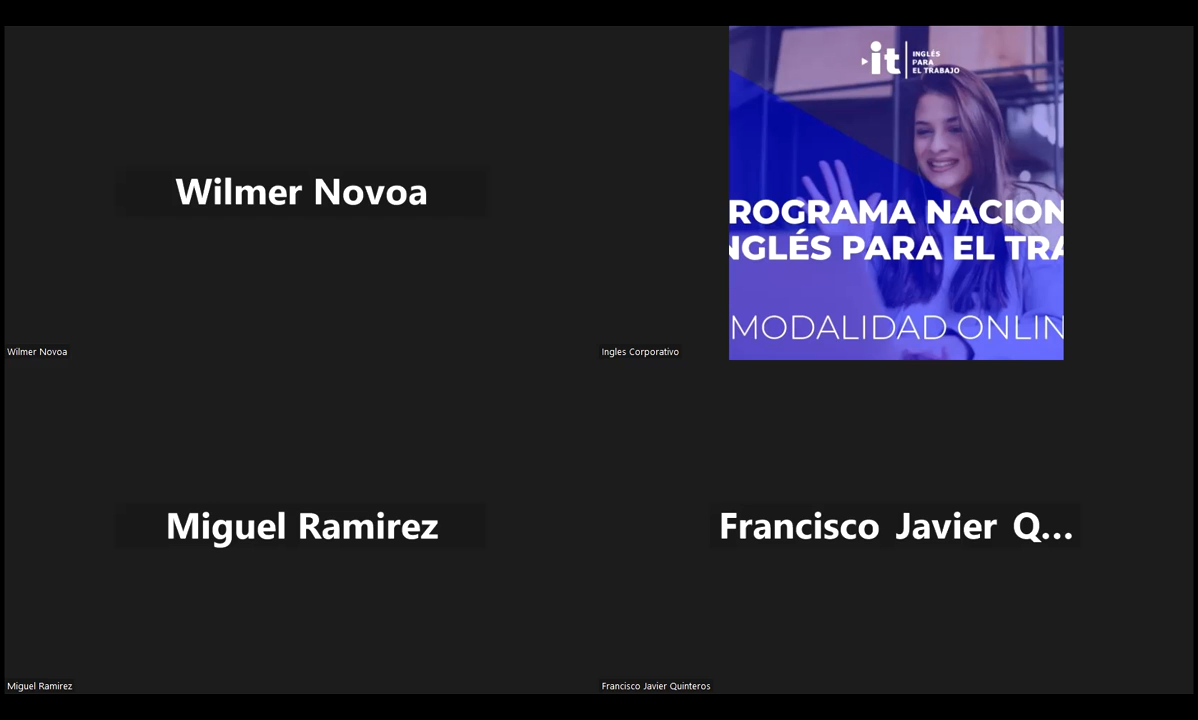 Wilmer Novoa
Wilmer Novoa
it
INGLÉS
PARA
EL TRABAJO
ROGRAMA NACION
NGLÉS PARA EL TRA
MODALIDAD ONLIN
Ingles Corporativo
Miguel Ramirez
Miguel Ramirez
Francisco Javier Q...
Francisco Javier Quinteros